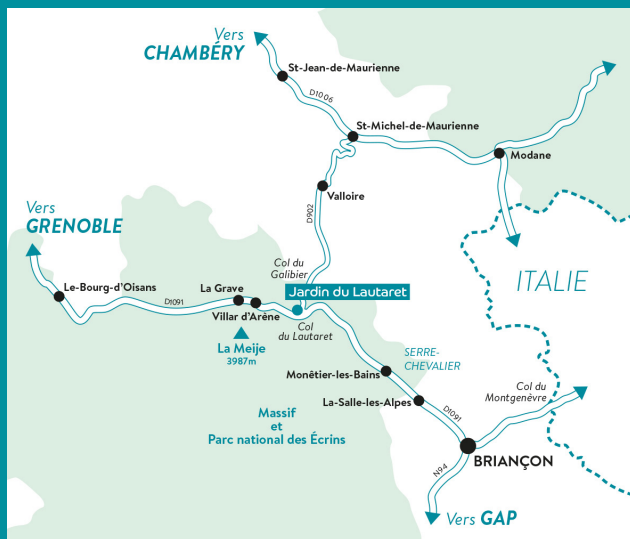 Vers
CHAMBÉRY
St-Jean-de-Maurienne
D1006
St-Michel-de-Maurienne
Modane
Valloire
D902
Vers
GRENOBLE
Col du
Galibier
ITALIE
Le-Bourg-d'Oisans
La Grave
Jardin du Lautaret
D1091
Villar d'Arène
Col
du Lautaret
La Meije
3987m
SERRE-
CHEVALIER
Monêtier-les-Bains
Col du
Montgenèvre
La-Salle-les-Alpes
D1091
Massif
et
Parc national des Écrins
BRIANÇON
N94
Vers GAP